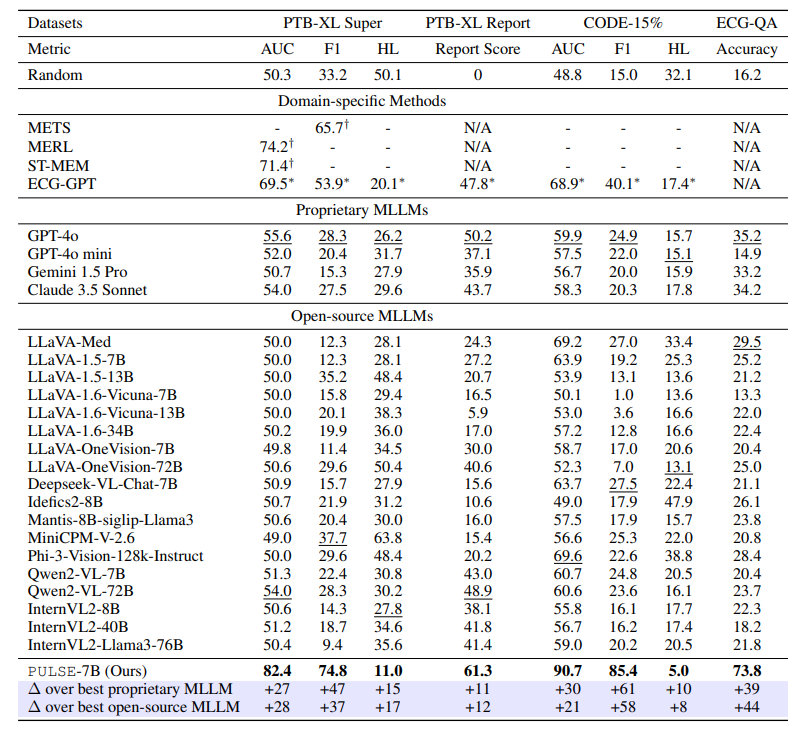 Datasets PTB-XL Super PTB-XL Report CODE-15% ECG-QA
Metric AUC F1 HL Report Score AUC F1 HL Accuracy
Random 50.3 33.2 50.1 0 48.8 15.0 32.1 16.2
Domain-specific Methods
METS - 65.7† - N/A - - - N/A
MERL 74.2† - - N/A - - - N/A
ST-MEM 71.4† - - N/A - - - N/A
ECG-GPT 69.5* 53.9* 20.1* 47.8* 68.9* 40.1* 17.4* N/A
Proprietary MLLMs
GPT-4o 55.6 28.3 26.2 50.2 59.9 24.9 15.7 35.2
GPT-4o mini 52.0 20.4 31.7 37.1 57.5 22.0 15.1 14.9
Gemini 1.5 Pro 50.7 15.3 27.9 35.9 56.7 20.0 15.9 33.2
Claude 3.5 Sonnet 54.0 27.5 29.6 43.7 58.3 20.3 17.8 34.2
Open-source MLLMs
LLaVA-Med 50.0 12.3 28.1 24.3 69.2 27.0 33.4 29.5
LLaVA-1.5-7B 50.0 12.3 28.1 27.2 63.9 19.2 25.3 25.2
LLaVA-1.5-13B 50.0 35.2 48.4 20.7 53.9 13.1 13.6 21.2
LLaVA-1.6-Vicuna-7B 50.0 15.8 29.4 16.5 50.1 1.0 13.6 13.3
LLaVA-1.6-Vicuna-13B 50.0 20.1 38.3 5.9 53.0 3.6 16.6 22.0
LLaVA-1.6-34B 50.2 19.9 36.0 17.0 57.2 12.8 16.6 22.4
LLaVA-OneVision-7B 49.8 11.4 34.5 30.0 58.7 17.0 20.6 20.4
LLaVA-OneVision-72B 50.6 29.6 50.4 40.6 52.3 7.0 13.1 25.0
Deepseek-VL-Chat-7B 50.9 15.7 27.9 15.6 63.7 27.5 22.4 21.1
Idefics2-8B 50.7 21.9 31.2 10.6 49.0 17.9 47.9 26.1
Mantis-8B-siglip-Llama3 50.6 20.4 30.0 16.0 57.5 17.9 15.7 23.8
MiniCPM-V-2.6 49.0 37.7 63.8 15.4 56.6 25.3 22.0 20.8
Phi-3-Vision-128k-Instruct 50.0 29.6 48.4 20.2 69.6 22.6 38.8 28.4
Qwen2-VL-7B 51.3 22.4 30.8 43.0 60.7 24.8 20.5 20.4
Qwen2-VL-72B 54.0 28.3 30.2 48.9 60.6 23.6 16.1 23.7
InternVL2-8B 50.6 14.3 27.8 38.1 55.8 16.1 17.7 22.3
InternVL2-40B 51.2 18.7 34.6 41.8 56.7 16.2 17.4 18.2
InternVL2-Llama3-76B 50.4 9.4 35.6 41.4 59.0 20.2 20.5 21.8
PULSE-7B (Ours) 82.4 74.8 11.0 61.3 90.7 85.4 5.0 73.8
Δ over best proprietary MLLM +27 +47 +15 +11 +30 +61 +10 +39
Δ over best open-source MLLM +28 +37 +17 +12 +21 +58 +8 +44